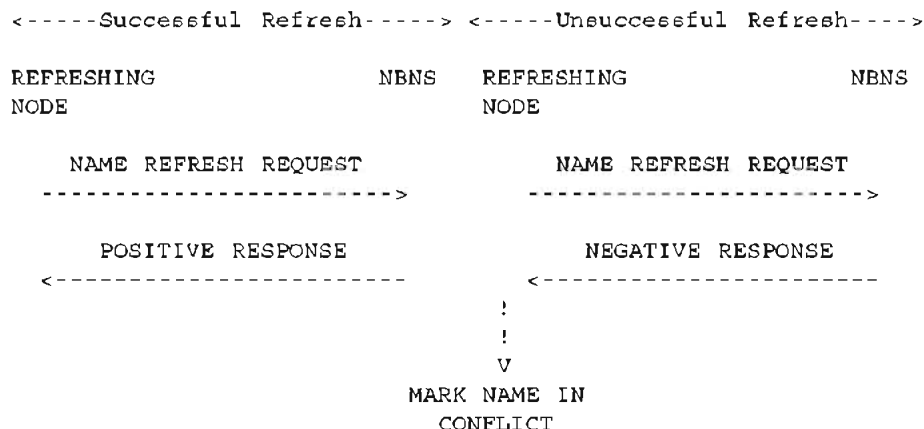 <-----Successful Refresh-----> <-----Unsuccessful Refresh---->
REFRESHING                NBNS    REFRESHING                 NBNS
NODE                              NODE
NAME REFRESH REQUEST              NAME REFRESH REQUEST
------------------------>         ------------------------>
POSITIVE RESPONSE                 NEGATIVE RESPONSE
<------------------------         <------------------------
!
!
V
MARK NAME IN
CONFLICT